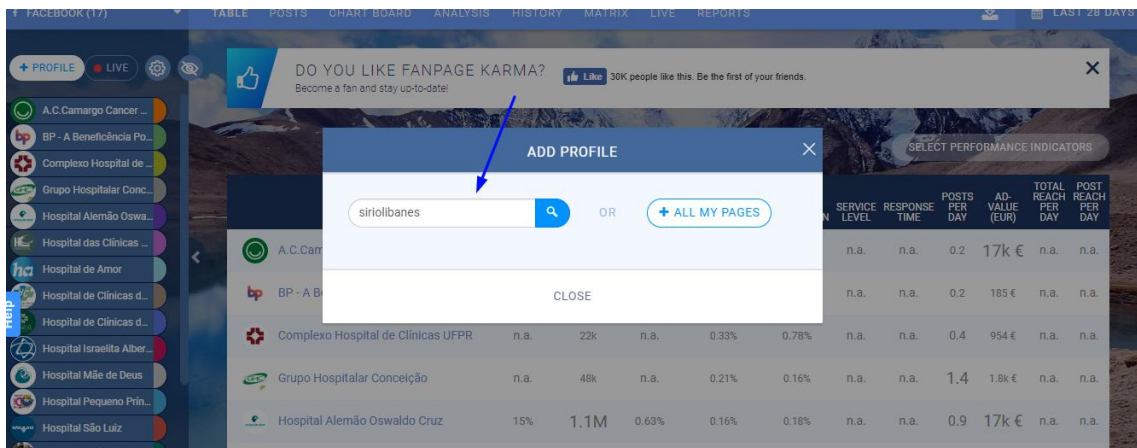 FACEBOOK (17)
TABLE POSTS CHART BOARD ANALYSIS HISTORY MATRIX LIVE REPORTS
LAST 28 DAYS
+ PROFILE LIVE
DO YOU LIKE FANPAGE KARMA?
Like 30K people like this. Be the first of your friends.
Become a fan and stay up-to-date!
A.C.Camargo Cancer ...
BP - A Beneficência Po...
Complexo Hospital de ...
Grupo Hospitalar Conc...
Hospital Alemão Oswa...
Hospital das Clínicas ...
Hospital de Amor
Hospital de Clínicas d...
Hospital de Clínicas d...
Hospital Israelita Alber...
Hospital Mãe de Deus
Hospital Pequeno Prín...
Hospital São Luiz
Help
SELECT PERFORMANCE INDICATORS
ADD PROFILE
siriolibanes OR + ALL MY PAGES
CLOSE
N SERVICE LEVEL RESPONSE TIME POSTS PER DAY AD-VALUE (EUR) TOTAL REACH PER DAY POST REACH PER DAY
A.C.Cam n.a. n.a. 0.2 17k € n.a. n.a.
bp BP - A B n.a. n.a. 0.2 185 € n.a. n.a.
Complexo Hospital de Clínicas UFPR n.a. 22k n.a. 0.33% 0.78% n.a. n.a. 0.4 954 € n.a. n.a.
Grupo Hospitalar Conceição n.a. 48k n.a. 0.21% 0.16% n.a. n.a. 1.4 1.8k € n.a. n.a.
Hospital Alemão Oswaldo Cruz 15% 1.1M 0.63% 0.16% 0.18% n.a. n.a. 0.9 17k € n.a. n.a.